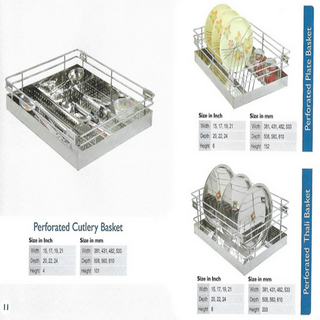 Perforated Plate Basket
Size in Inch Size in mm
Width 15, 17, 19, 21 Width 381, 431, 482, 533
Depth 20, 22, 24 Depth 508, 560, 610
Height 6 Height 152
Perforated Cutlery Basket
Size in Inch Size in mm
Width 15, 17, 19, 21 Width 381, 431, 482, 533
Depth 20, 22, 24 Depth 508, 560, 610
Height 4 Height 101
Perforated Thali Basket
Size in Inch Size in mm
Width 15, 17, 19, 21 Width 381, 431, 482, 533
Depth 20, 22, 24 Depth 508, 560, 610
Height 8 Height 203
11